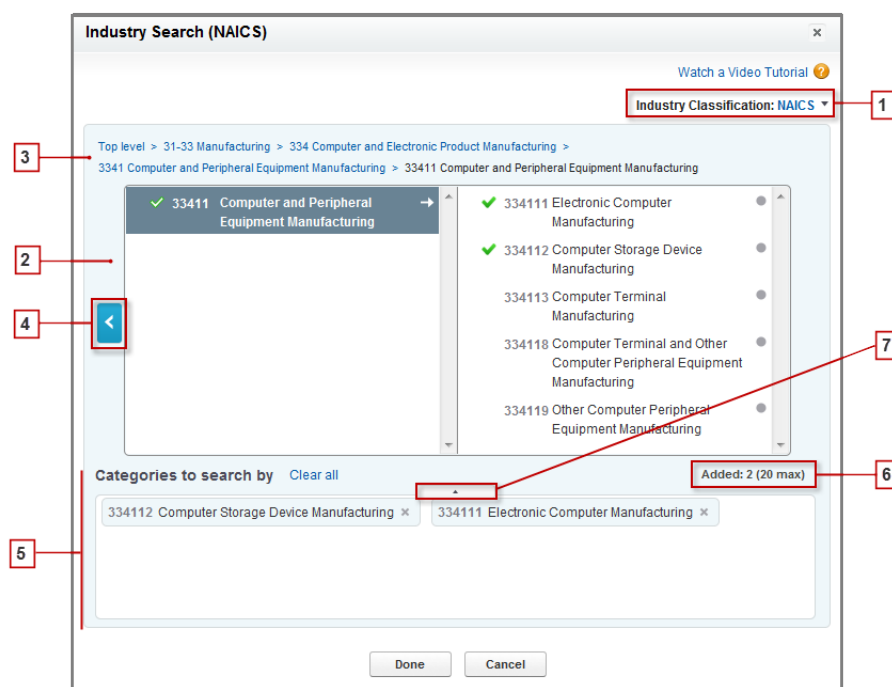 Industry Search (NAICS)
Watch a Video Tutorial ?
Industry Classification: NAICS
1
Top level > 31-33 Manufacturing > 334 Computer and Electronic Product Manufacturing >
3341 Computer and Peripheral Equipment Manufacturing > 33411 Computer and Peripheral Equipment Manufacturing
3
33411 Computer and Peripheral
Equipment Manufacturing
334111 Electronic Computer
Manufacturing
334112 Computer Storage Device
Manufacturing
334113 Computer Terminal
Manufacturing
334118 Computer Terminal and Other
Computer Peripheral Equipment
Manufacturing
334119 Other Computer Peripheral
Equipment Manufacturing
2
4
7
Categories to search by Clear all
Added: 2 (20 max)
6
334112 Computer Storage Device Manufacturing ×
334111 Electronic Computer Manufacturing ×
5
Done
Cancel